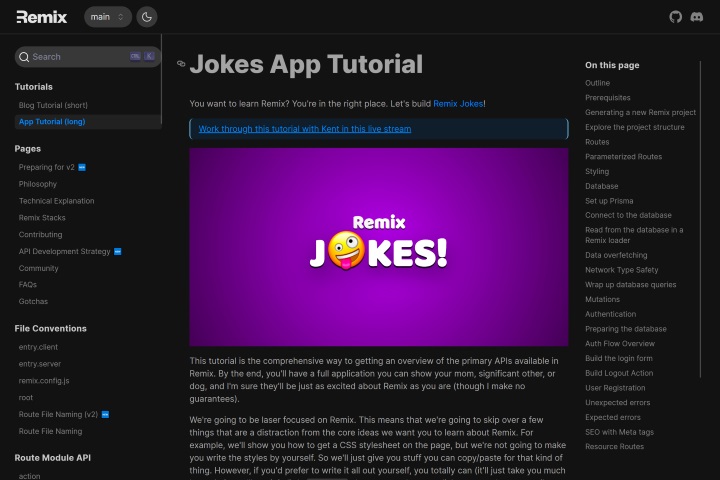 Remix
main
Search
Tutorials
Blog Tutorial (short)
App Tutorial (long)
Pages
Preparing for v2
Philosophy
Technical Explanation
Remix Stacks
Contributing
API Development Strategy
Community
FAQs
Gotchas
File Conventions
entry.client
entry.server
remix.config.js
root
Route File Naming (v2)
Route File Naming
Route Module API
action
Jokes App Tutorial
You want to learn Remix? You're in the right place. Let's build Remix Jokes!
Work through this tutorial with Kent in this live stream
Remix
J KES!
This tutorial is the comprehensive way to getting an overview of the primary APIs available in
Remix. By the end, you'll have a full application you can show your mom, significant other, or
dog, and I'm sure they'll be just as excited about Remix as you are (though I make no
guarantees).
We're going to be laser focused on Remix. This means that we're going to skip over a few
things that are a distraction from the core ideas we want you to learn about Remix. For
example, we'll show you how to get a CSS stylesheet on the page, but we're not going to make
you write the styles by yourself. So we'll just give you stuff you can copy/paste for that kind of
thing. However, if you'd prefer to write it all out yourself, you totally can (it'll just take you much
On this page
Outline
Prerequisites
Generating a new Remix project
Explore the project structure
Routes
Parameterized Routes
Styling
Database
Set up Prisma
Connect to the database
Read from the database in a
Remix loader
Data overfetching
Network Type Safety
Wrap up database queries
Mutations
Authentication
Preparing the database
Auth Flow Overview
Build the login form
Build Logout Action
User Registration
Unexpected errors
Expected errors
SEO with Meta tags
Resource Routes